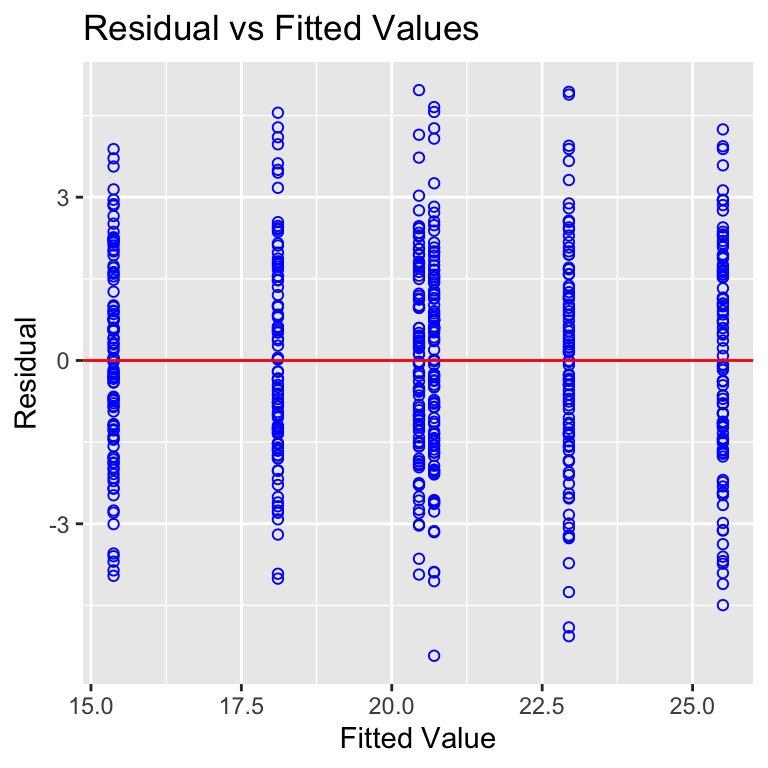 Residual vs Fitted Values
3
0
-3
Residual
15.0 17.5 20.0 22.5 25.0
Fitted Value